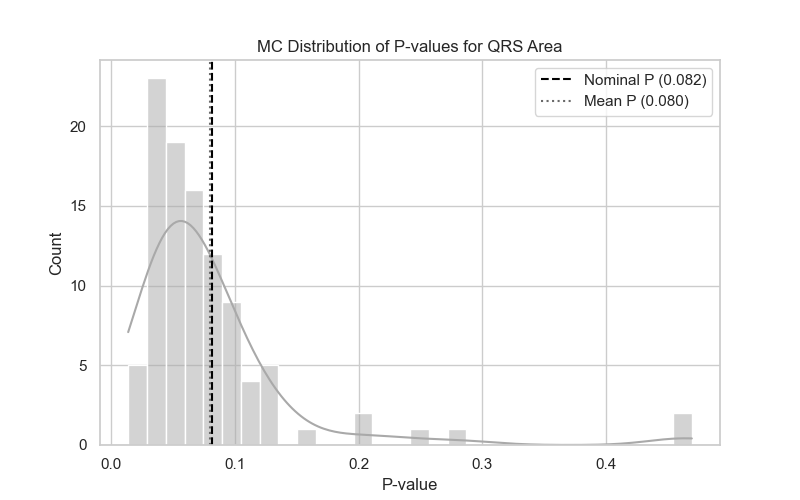 MC Distribution of P-values for QRS Area
Nominal P (0.082)
Mean P (0.080)
Count
20
15
10
5
0
0.0 0.1 0.2 0.3 0.4
P-value